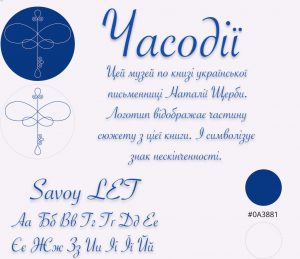 Часодії
Цей музей по книзі української
письменниці Наталії Щерби.
Логотип відображає частину
сюжету з цієї книги. І символізує
знак нескінченності.
Savoy LET
#0A3881
Аа Бб Вв Гг Ґґ Дд Ее
Єє Жж Зз Ии Іі Її Йй